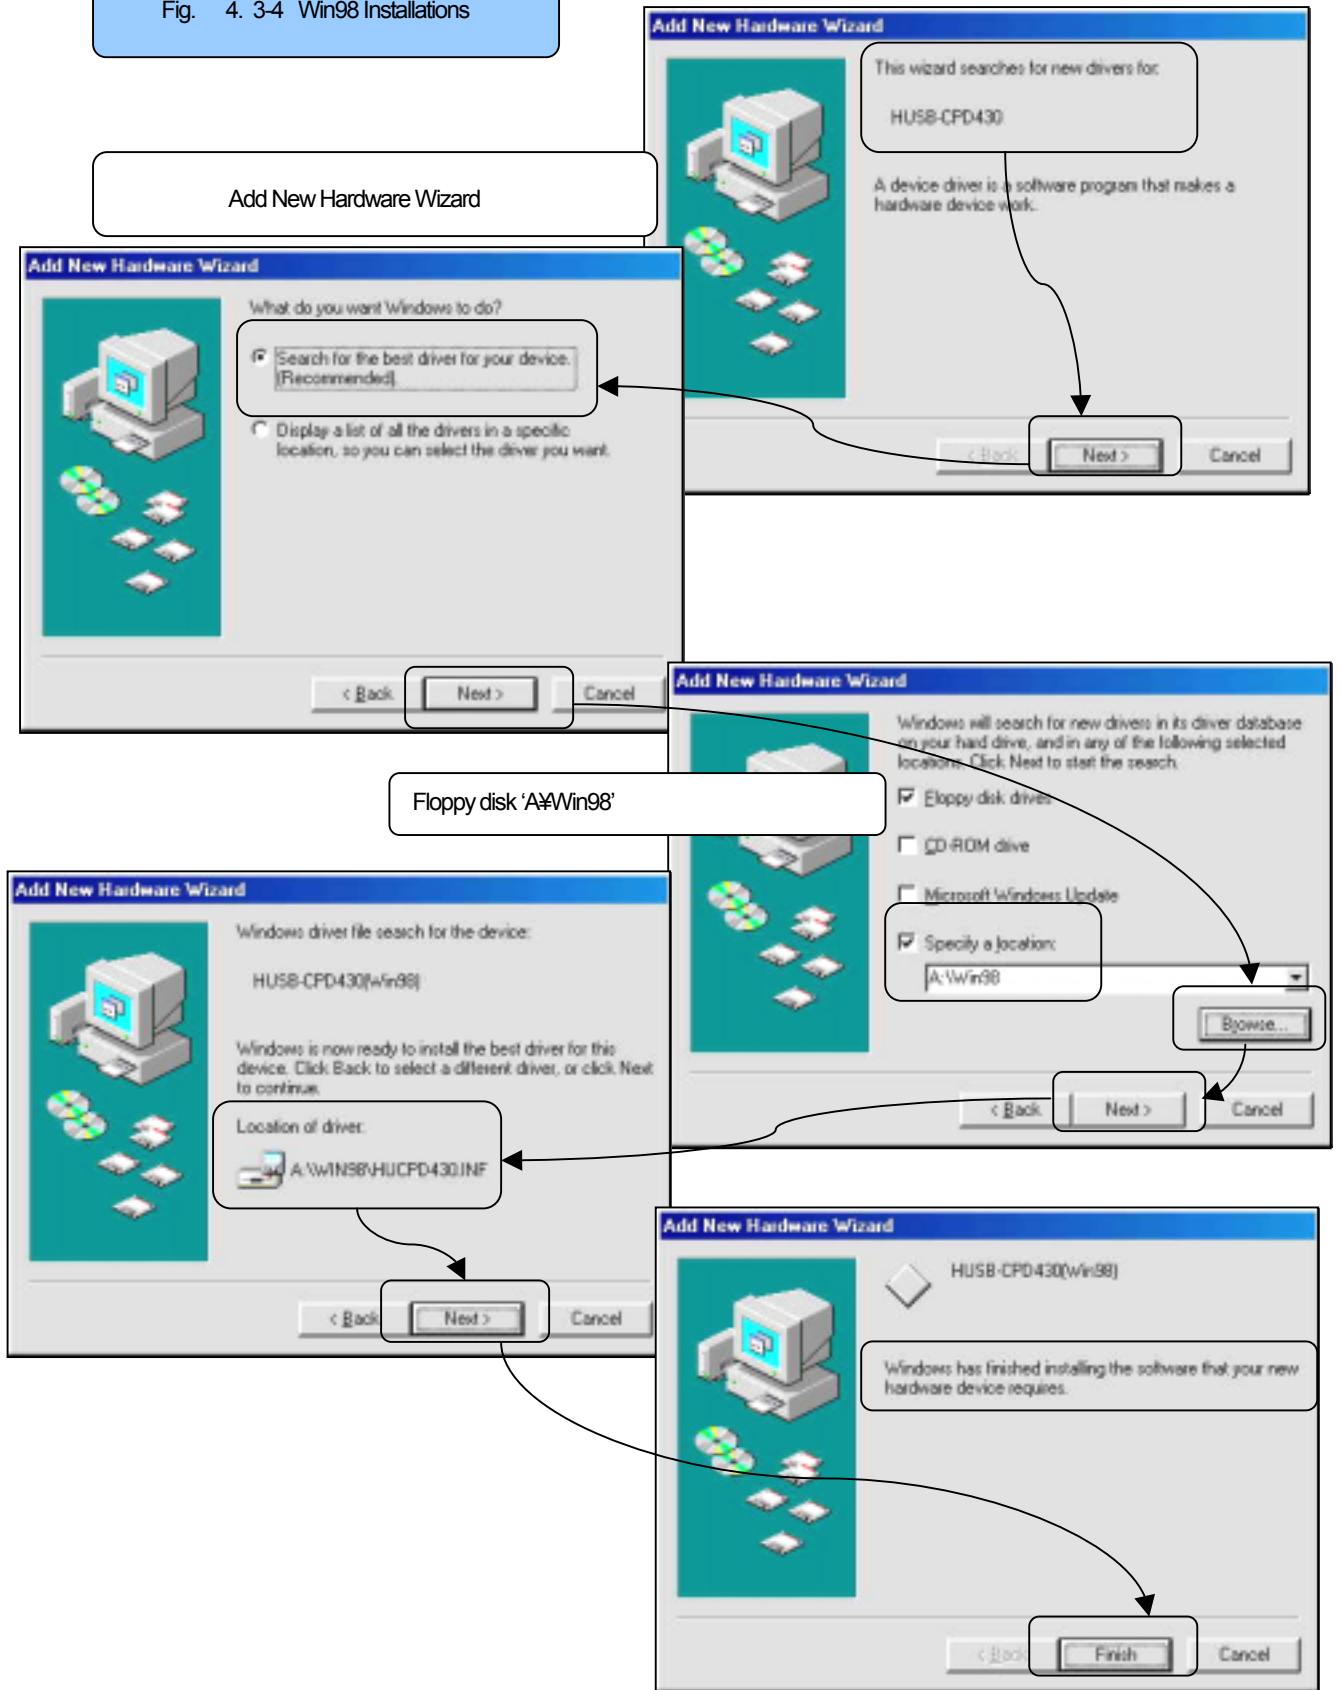 Fig. 4. 3-4 Win98 Installations
Add New Hardware Wizard
This wizard searches for new drivers for:
HUSB-CPD430
A device driver is a software program that makes a
hardware device work.
< Back
Next >
Cancel
Add New Hardware Wizard
Add New Hardware Wizard
What do you want Windows to do?
Search for the best driver for your device.
(Recommended).
Display a list of all the drivers in a specific
location, so you can select the driver you want.
< Back
Next >
Cancel
Add New Hardware Wizard
Windows will search for new drivers in its driver database
on your hard drive, and in any of the following selected
locations. Click Next to start the search.
Floppy disk drives
CD-ROM drive
Microsoft Windows Update
Specify a location:
A:\Win98
Browse...
< Back
Next >
Cancel
Floppy disk ‘A¥Win98’
Add New Hardware Wizard
Windows driver file search for the device:
HUSB-CPD430(Win98)
Windows is now ready to install the best driver for this
device. Click Back to select a different driver, or click Next
to continue.
Location of driver:
A:\WIN98\HUCPD430.INF
< Back
Next >
Cancel
Add New Hardware Wizard
HUSB-CPD430(Win98)
Windows has finished installing the software that your new
hardware device requires.
< Back
Finish
Cancel